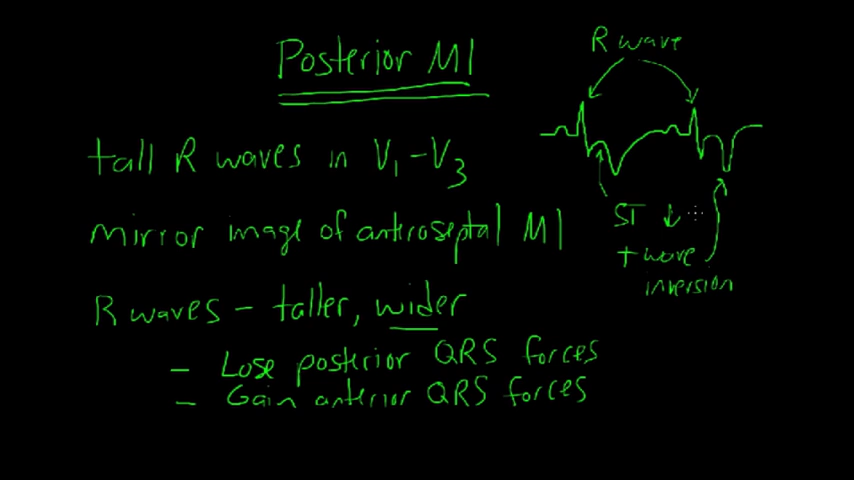 Posterior MI
R wave
tall R waves in V1-V3
mirror image of antroseptal MI
ST ↓
T wave
inversion
R waves - taller, wider
- Lose posterior QRS forces
- Gain anterior QRS forces